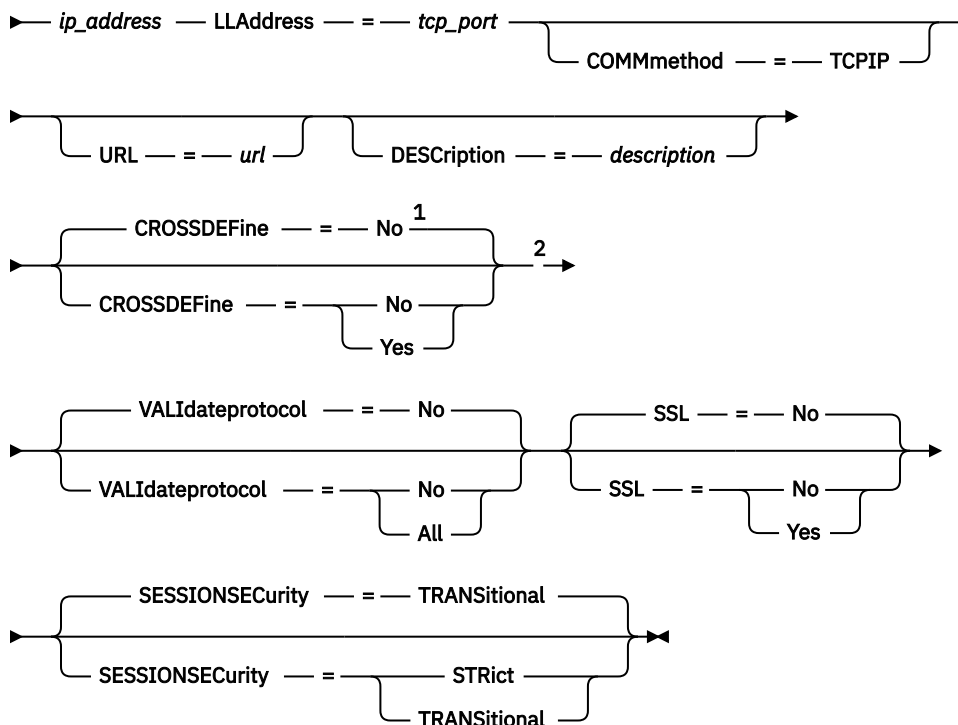 ip_address LLAddress = tcp_port
COMMmethod = TCPIP
URL = url DESCription = description
CROSSDEFine = No 1
2
CROSSDEFine = No
Yes
VALIdateprotocol = No SSL = No
VALIdateprotocol = No SSL = No
All Yes
SESSIONSECurity = TRANSitional
SESSIONSECurity = STRict
TRANSitional